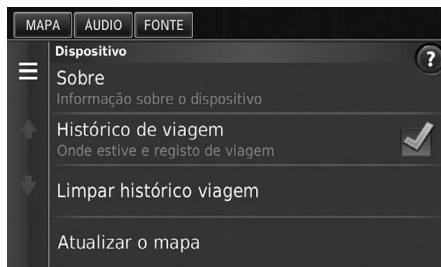 MAPA ÁUDIO FONTE
Dispositivo
?
Sobre
Informação sobre o dispositivo
Histórico de viagem
Onde estive e registo de viagem
Limpar histórico viagem
Atualizar o mapa